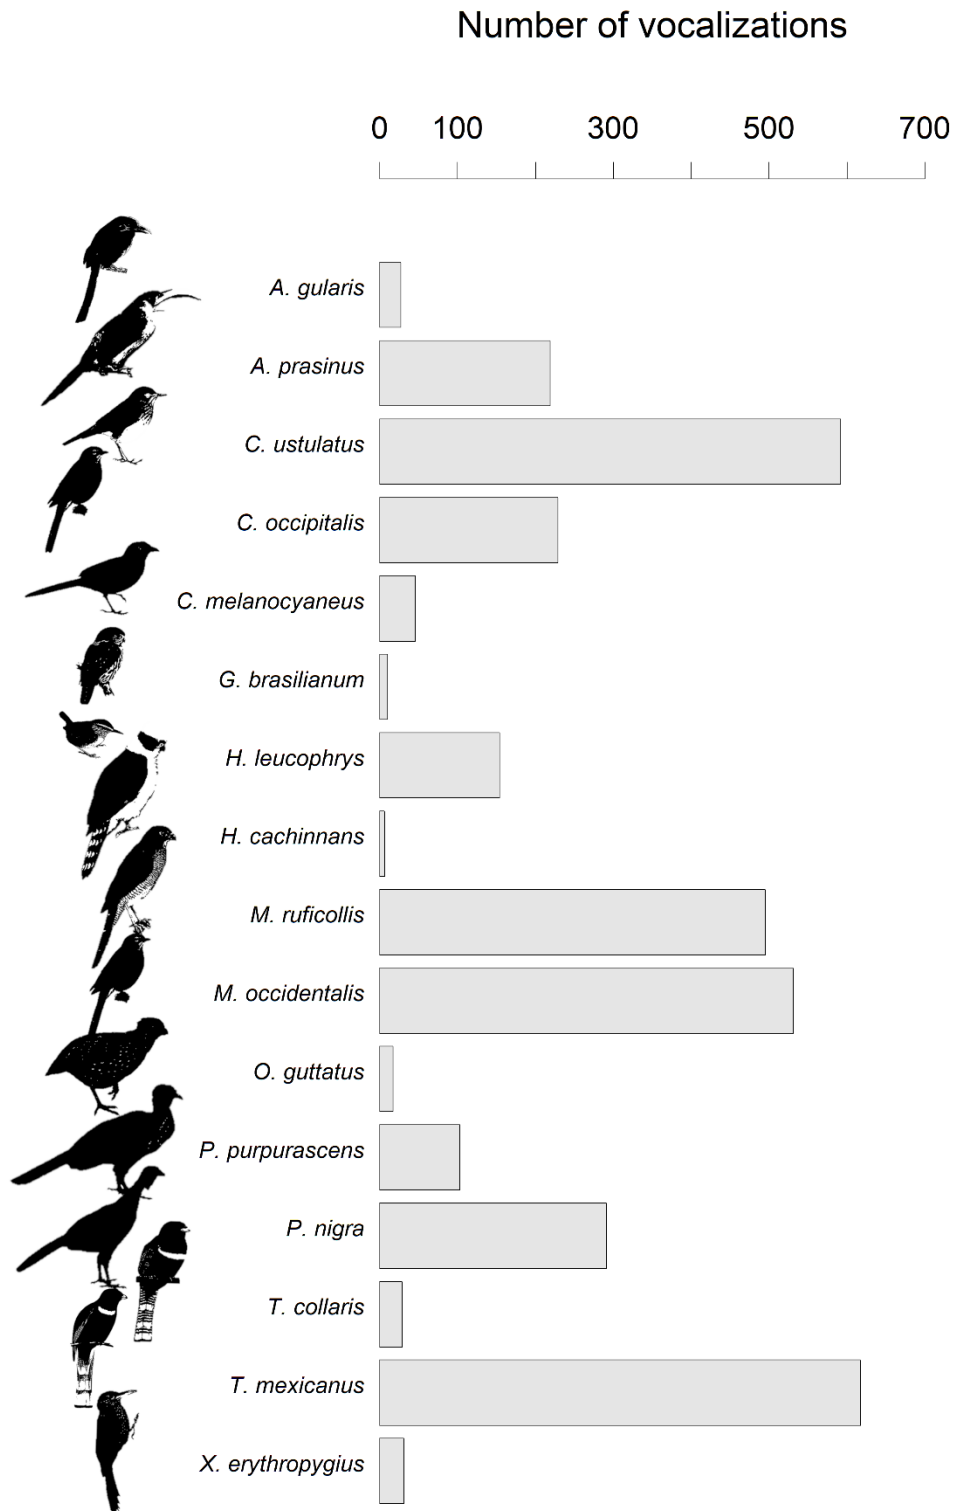 Number of vocalizations
0 100 300 500 700
A. gularis
A. prasinus
C. ustulatus
C. occipitalis
C. melanocyaneus
G. brasilianum
H. leucophrys
H. cachinnans
M. ruficollis
M. occidentalis
O. guttatus
P. purpurascens
P. nigra
T. collaris
T. mexicanus
X. erythropygius